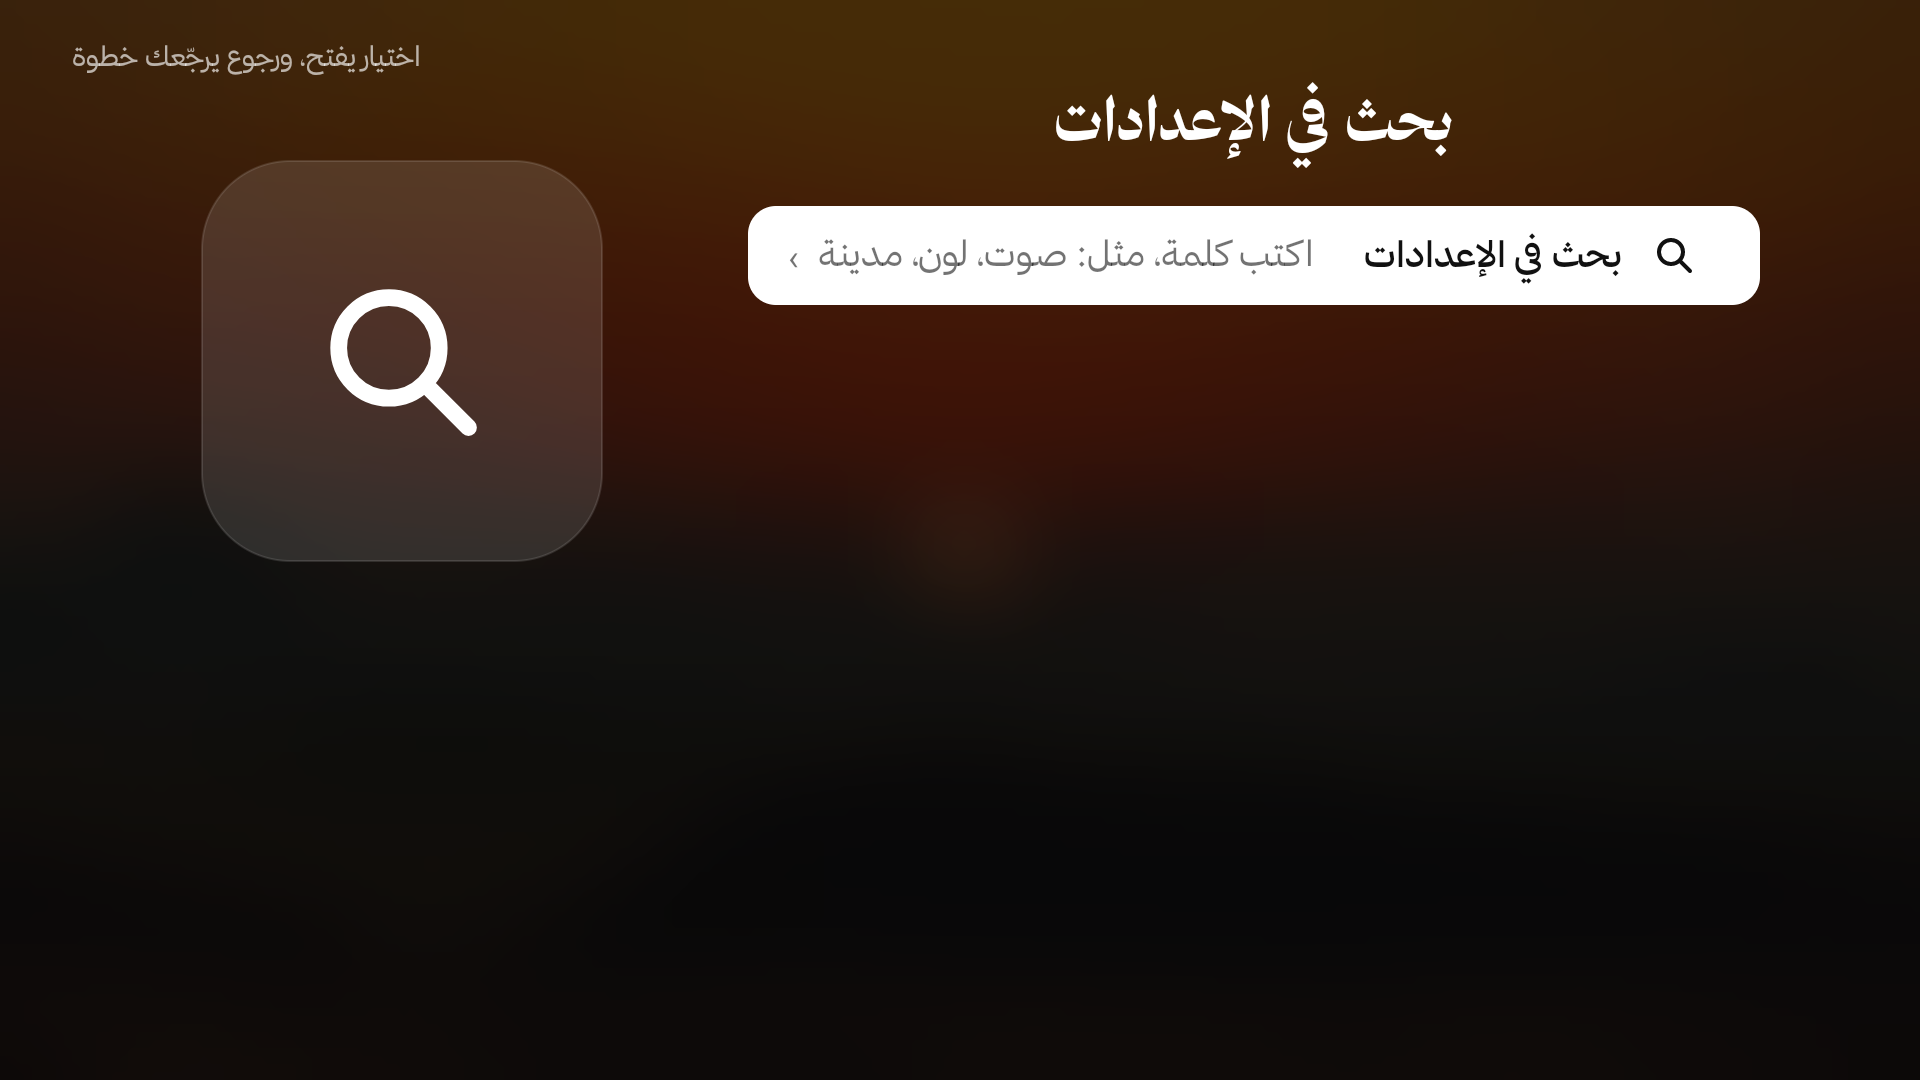 اختيار يفتح، ورجوع يرجّعك خطوة
بحث في الإعدادات
بحث في الإعدادات اكتب كلمة، مثل: صوت، لون، مدينة ›